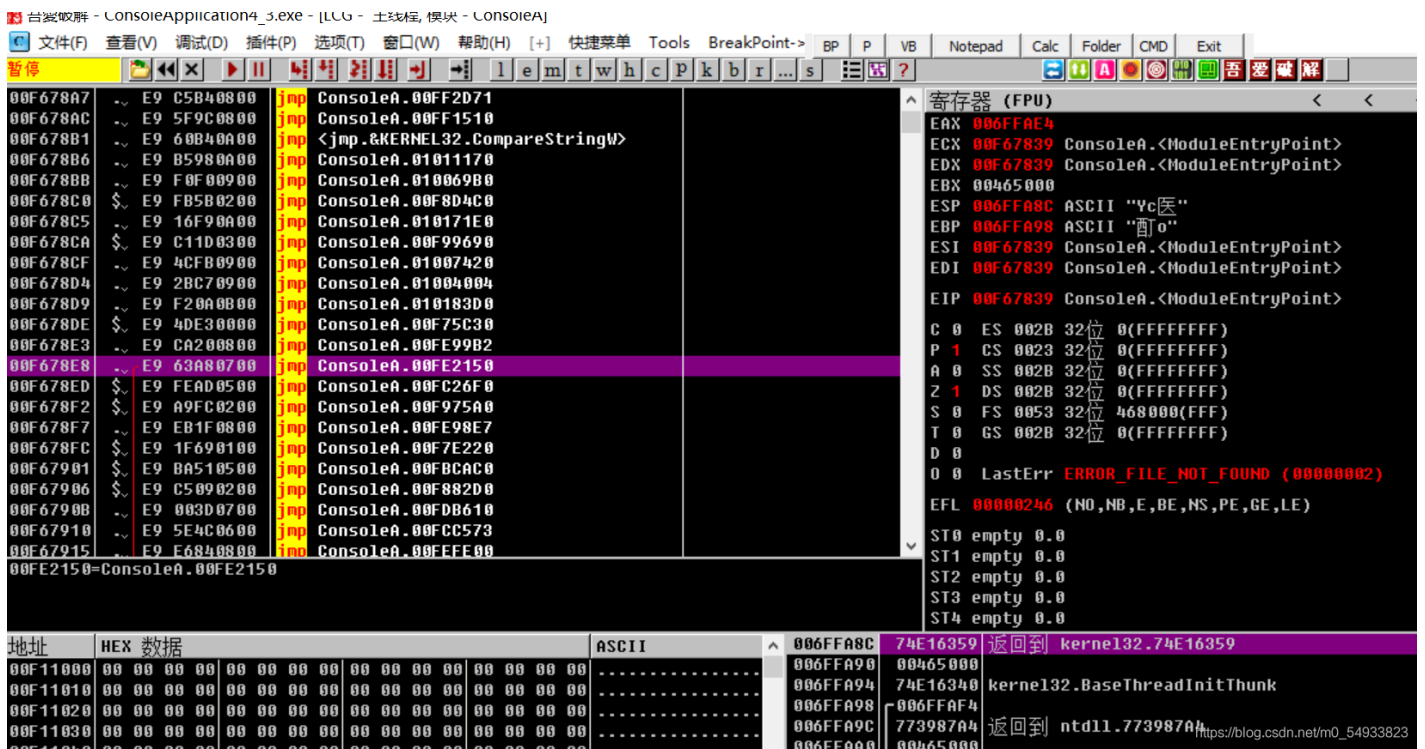 吾爱破解 - ConsoleApplication4_3.exe - [LCG - 主线程, 模块 - ConsoleA]
文件(F) 查看(V) 调试(D) 插件(P) 选项(T) 窗口(W) 帮助(H) [+] 快捷菜单 Tools BreakPoint-> BP P VB Notepad Calc Folder CMD Exit
暂停 l e m t w h c P k b r ... s ? 吾 爱 破 解
00F678A7 .. E9 C5B40800 jmp ConsoleA.00FF2D71
00F678AC .. E9 5F9C0800 jmp ConsoleA.00FF1510
00F678B1 .. E9 60B40A00 jmp <jmp.&KERNEL32.CompareStringW>
00F678B6 .. E9 B5980A00 jmp ConsoleA.01011170
00F678BB .. E9 F0F00900 jmp ConsoleA.010069B0
00F678C0 $. E9 FB5B0200 jmp ConsoleA.00F8D4C0
00F678C5 .. E9 16F90A00 jmp ConsoleA.010171E0
00F678CA $. E9 C11D0300 jmp ConsoleA.00F99690
00F678CF .. E9 4CFB0900 jmp ConsoleA.01007420
00F678D4 .. E9 2BC70900 jmp ConsoleA.01004004
00F678D9 .. E9 F20A0B00 jmp ConsoleA.010183D0
00F678DE $. E9 4DE30000 jmp ConsoleA.00F75C30
00F678E3 .. E9 CA200800 jmp ConsoleA.00FE99B2
00F678E8 .. E9 63A80700 jmp ConsoleA.00FE2150
00F678ED $. E9 FEAD0500 jmp ConsoleA.00FC26F0
00F678F2 $. E9 A9FC0200 jmp ConsoleA.00F975A0
00F678F7 .. E9 EB1F0800 jmp ConsoleA.00FE98E7
00F678FC $. E9 1F690100 jmp ConsoleA.00F7E220
00F67901 $. E9 BA510500 jmp ConsoleA.00FBCAC0
00F67906 $. E9 C5090200 jmp ConsoleA.00F882D0
00F6790B .. E9 003D0700 jmp ConsoleA.00FDB610
00F67910 .. E9 5E4C0600 jmp ConsoleA.00FCC573
00F67915 .. E9 E6840800 jmp ConsoleA.00FEFE00
00FE2150=ConsoleA.00FE2150
寄存器 (FPU) < <
EAX 006FFAE4
ECX 00F67839 ConsoleA.<ModuleEntryPoint>
EDX 00F67839 ConsoleA.<ModuleEntryPoint>
EBX 00465000
ESP 006FFA8C ASCII "Yc医"
EBP 006FFA98 ASCII "酊o"
ESI 00F67839 ConsoleA.<ModuleEntryPoint>
EDI 00F67839 ConsoleA.<ModuleEntryPoint>
EIP 00F67839 ConsoleA.<ModuleEntryPoint>
C 0 ES 002B 32位 0(FFFFFFFF)
P 1 CS 0023 32位 0(FFFFFFFF)
A 0 SS 002B 32位 0(FFFFFFFF)
Z 1 DS 002B 32位 0(FFFFFFFF)
S 0 FS 0053 32位 468000(FFF)
T 0 GS 002B 32位 0(FFFFFFFF)
D 0
O 0 LastErr ERROR_FILE_NOT_FOUND (00000002)
EFL 00000246 (NO,NB,E,BE,NS,PE,GE,LE)
ST0 empty 0.0
ST1 empty 0.0
ST2 empty 0.0
ST3 empty 0.0
ST4 empty 0.0
地址 HEX 数据 ASCII
00F11000 00 00 00 00 00 00 00 00 00 00 00 00 00 00 00 00 ................
00F11010 00 00 00 00 00 00 00 00 00 00 00 00 00 00 00 00 ................
00F11020 00 00 00 00 00 00 00 00 00 00 00 00 00 00 00 00 ................
00F11030 00 00 00 00 00 00 00 00 00 00 00 00 00 00 00 00 ................
006FFA8C 74E16359 返回到 kernel32.74E16359
006FFA90 00465000
006FFA94 74E16340 kernel32.BaseThreadInitThunk
006FFA98 006FFAF4
006FFA9C 773987A4 返回到 ntdll.773987A4
006FFAA0 00465000
https://blog.csdn.net/m0_54933823